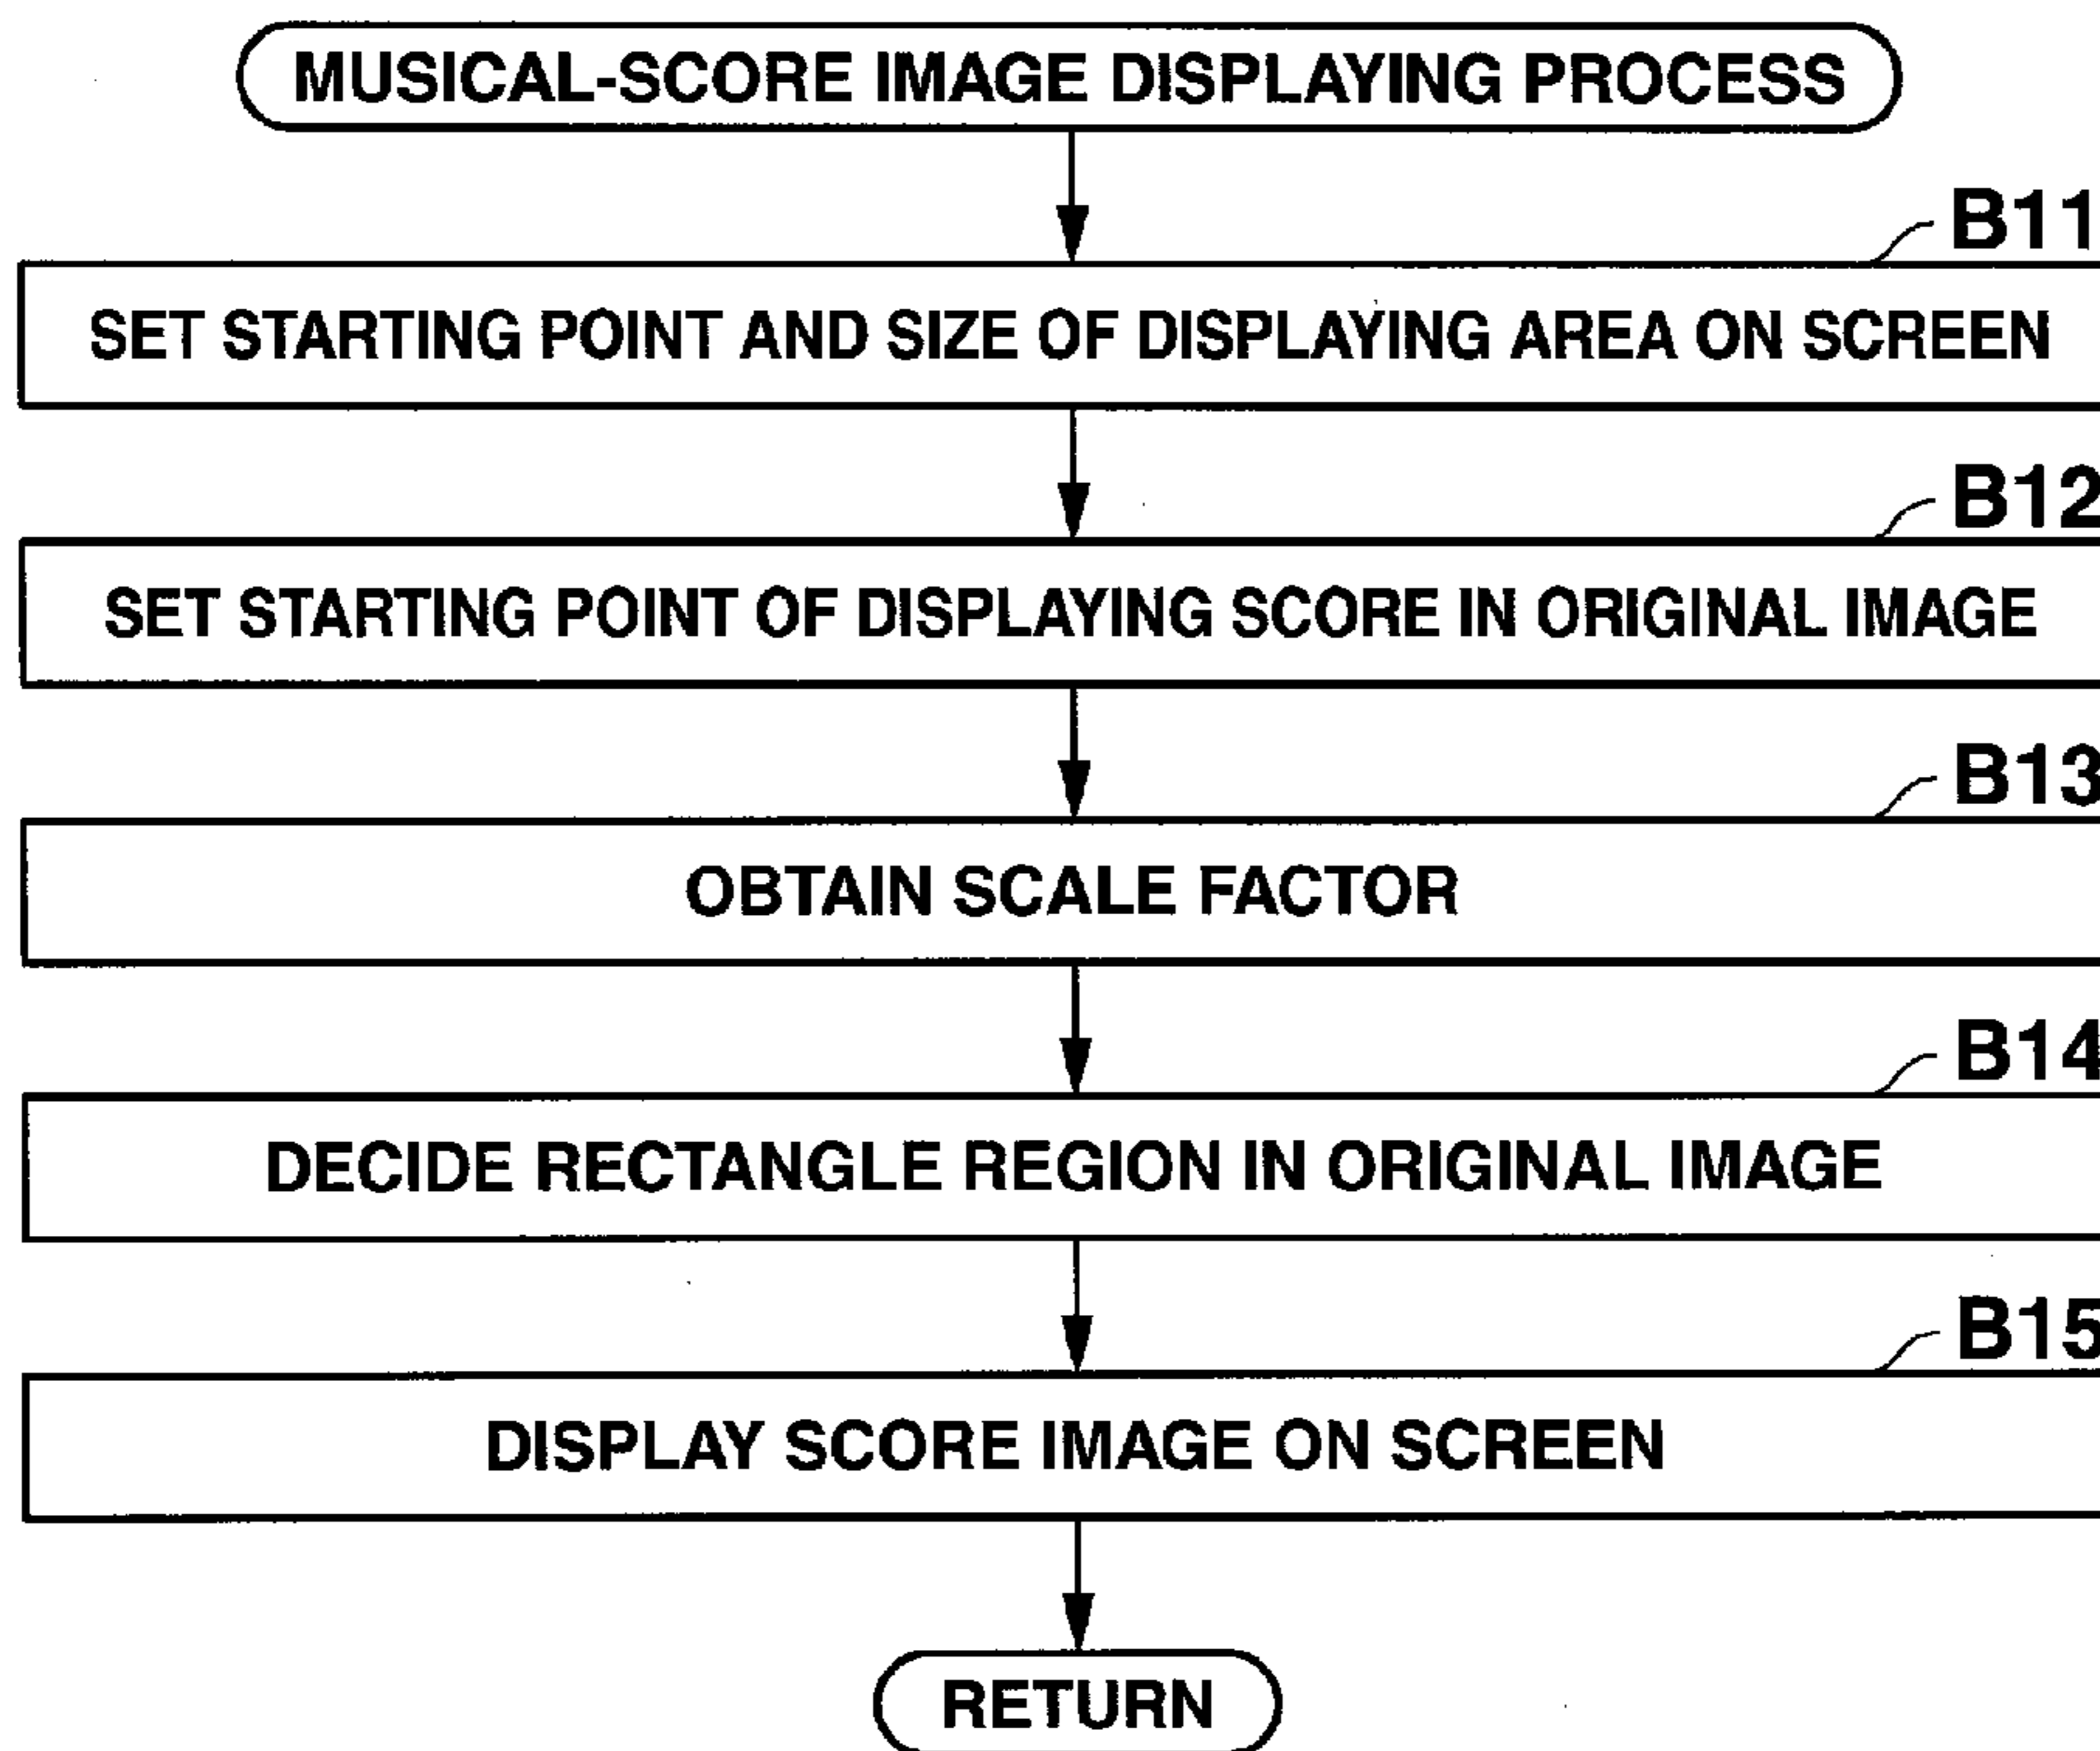 MUSICAL-SCORE IMAGE DISPLAYING PROCESS
B11
SET STARTING POINT AND SIZE OF DISPLAYING AREA ON SCREEN
B12
SET STARTING POINT OF DISPLAYING SCORE IN ORIGINAL IMAGE
B13
OBTAIN SCALE FACTOR
B14
DECIDE RECTANGLE REGION IN ORIGINAL IMAGE
B15
DISPLAY SCORE IMAGE ON SCREEN
RETURN